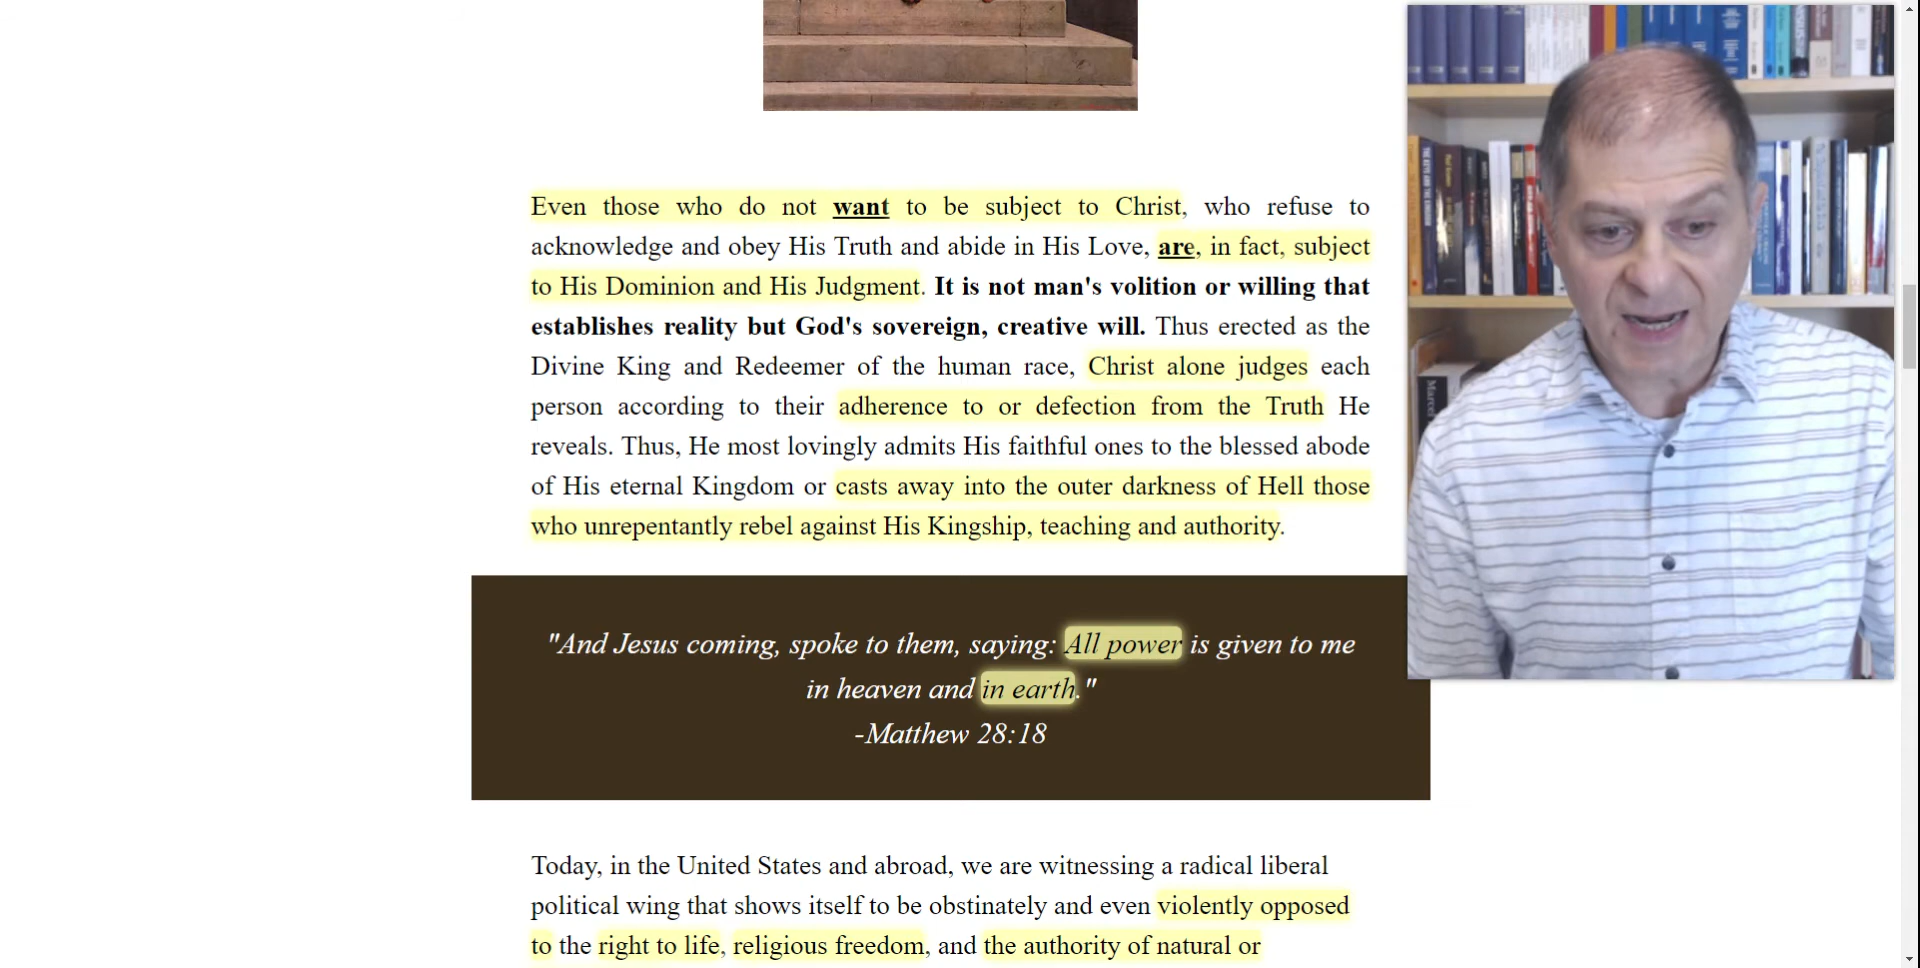 Even those who do not want to be subject to Christ, who refuse to
acknowledge and obey His Truth and abide in His Love, are, in fact, subject
to His Dominion and His Judgment. It is not man's volition or willing that
establishes reality but God's sovereign, creative will. Thus erected as the
Divine King and Redeemer of the human race, Christ alone judges each
person according to their adherence to or defection from the Truth He
reveals. Thus, He most lovingly admits His faithful ones to the blessed abode
of His eternal Kingdom or casts away into the outer darkness of Hell those
who unrepentantly rebel against His Kingship, teaching and authority.
"And Jesus coming, spoke to them, saying: All power is given to me
in heaven and in earth."
-Matthew 28:18
Today, in the United States and abroad, we are witnessing a radical liberal
political wing that shows itself to be obstinately and even violently opposed
to the right to life, religious freedom, and the authority of natural or
Marcel